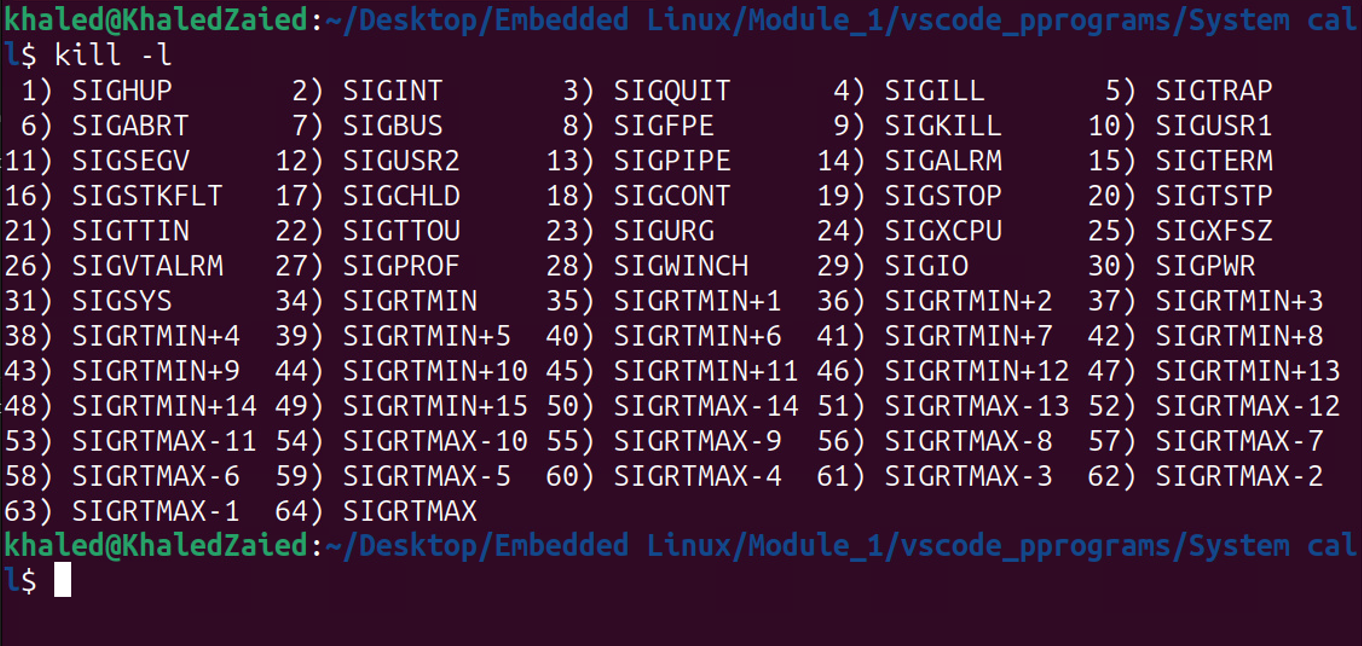 khaled@KhaledZaied:~/Desktop/Embedded Linux/Module_1/vscode_pprograms/System cal
l$ kill -l
 1) SIGHUP       2) SIGINT       3) SIGQUIT      4) SIGILL       5) SIGTRAP
 6) SIGABRT      7) SIGBUS       8) SIGFPE       9) SIGKILL     10) SIGUSR1
11) SIGSEGV     12) SIGUSR2     13) SIGPIPE     14) SIGALRM     15) SIGTERM
16) SIGSTKFLT   17) SIGCHLD     18) SIGCONT     19) SIGSTOP     20) SIGTSTP
21) SIGTTIN     22) SIGTTOU     23) SIGURG      24) SIGXCPU     25) SIGXFSZ
26) SIGVTALRM   27) SIGPROF     28) SIGWINCH    29) SIGIO       30) SIGPWR
31) SIGSYS      34) SIGRTMIN    35) SIGRTMIN+1  36) SIGRTMIN+2  37) SIGRTMIN+3
38) SIGRTMIN+4  39) SIGRTMIN+5  40) SIGRTMIN+6  41) SIGRTMIN+7  42) SIGRTMIN+8
43) SIGRTMIN+9  44) SIGRTMIN+10 45) SIGRTMIN+11 46) SIGRTMIN+12 47) SIGRTMIN+13
48) SIGRTMIN+14 49) SIGRTMIN+15 50) SIGRTMAX-14 51) SIGRTMAX-13 52) SIGRTMAX-12
53) SIGRTMAX-11 54) SIGRTMAX-10 55) SIGRTMAX-9  56) SIGRTMAX-8  57) SIGRTMAX-7
58) SIGRTMAX-6  59) SIGRTMAX-5  60) SIGRTMAX-4  61) SIGRTMAX-3  62) SIGRTMAX-2
63) SIGRTMAX-1  64) SIGRTMAX
khaled@KhaledZaied:~/Desktop/Embedded Linux/Module_1/vscode_pprograms/System cal
l$